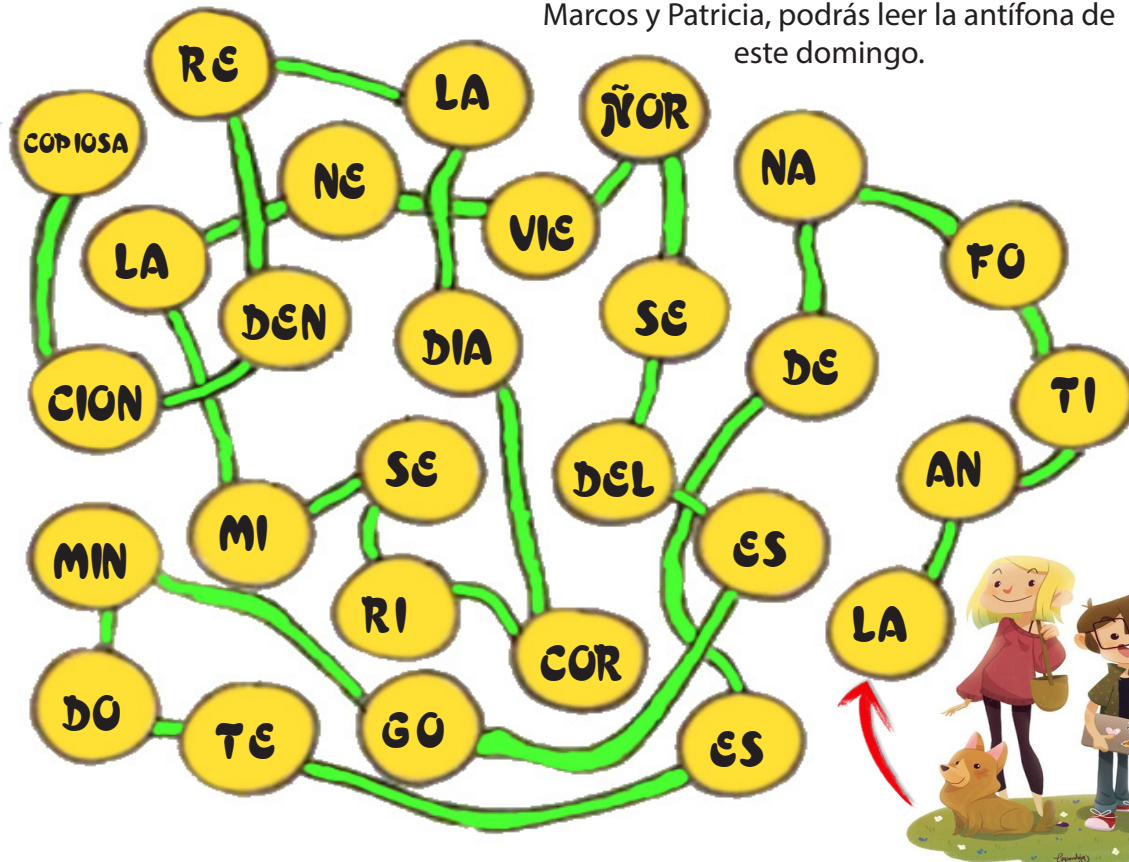 Marcos y Patricia, podrás leer la antífona de
este domingo.
RE
LA
ÑOR
COPIOSA
NE
NA
VIE
LA
FO
DEN
SE
DIA
DE
CION
TI
SE
DEL
AN
MI
ES
MIN
RI
LA
COR
DO
TE
GO
ES